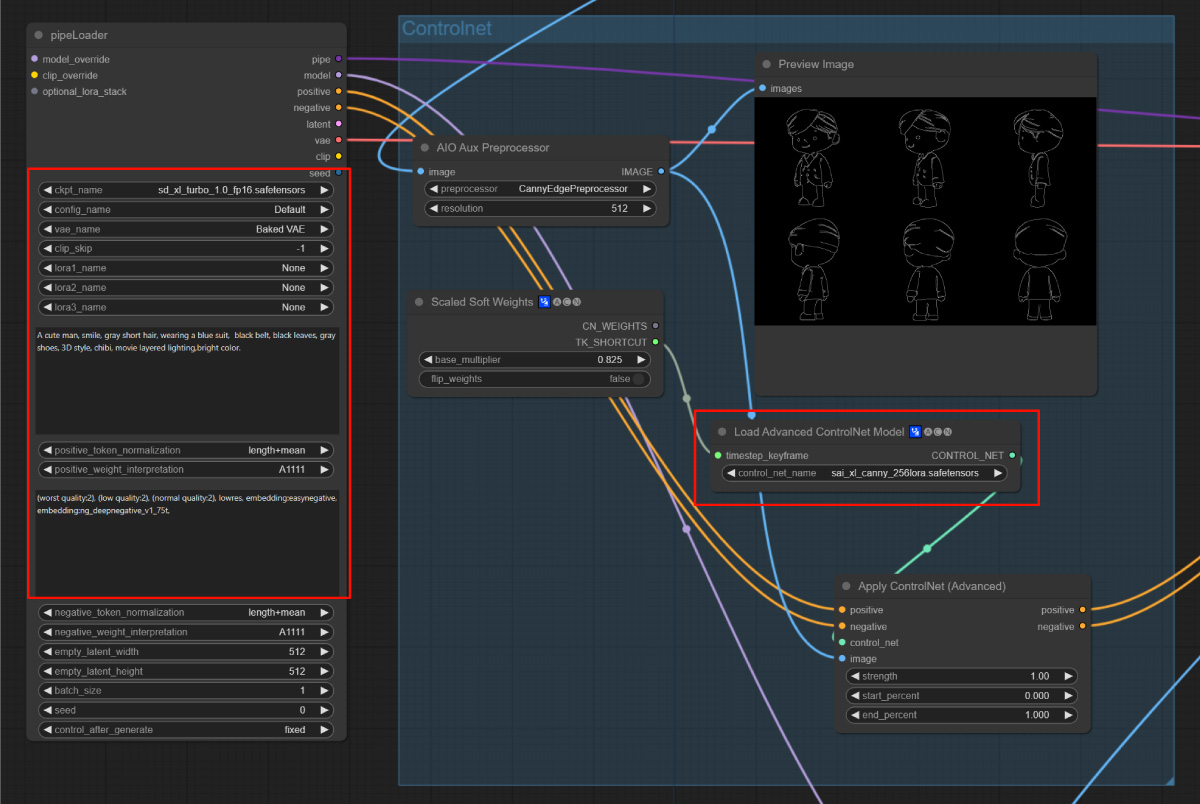 pipeLoader
model_override
pipe
clip_override
model
optional_lora_stack
positive
negative
latent
vae
clip
seed
ckpt_name sd_xl_turbo_1.0_fp16.safetensors
config_name Default
vae_name Baked VAE
clip_skip -1
lora1_name None
lora2_name None
lora3_name None
A cute man, smile, gray short hair, wearing a blue suit, black belt, black leaves, gray
shoes, 3D style, chibi, movie layered lighting,bright color.
positive_token_normalization length+mean
positive_weight_interpretation A1111
(worst quality:2), (low quality:2), (normal quality:2), lowres, embedding:easynegative,
embedding:ng_deepnegative_v1_75t,
negative_token_normalization length+mean
negative_weight_interpretation A1111
empty_latent_width 512
empty_latent_height 512
batch_size 1
seed 0
control_after_generate fixed
Controlnet
AIO Aux Preprocessor
image IMAGE
preprocessor CannyEdgePreprocessor
resolution 512
Preview Image
images
Scaled Soft Weights ACN
CN_WEIGHTS
TK_SHORTCUT
base_multiplier 0.825
flip_weights false
Load Advanced ControlNet Model ACN
timestep_keyframe CONTROL_NET
control_net_name sai_xl_canny_256lora.safetensors
Apply ControlNet (Advanced)
positive positive
negative negative
control_net
image
strength 1.00
start_percent 0.000
end_percent 1.000